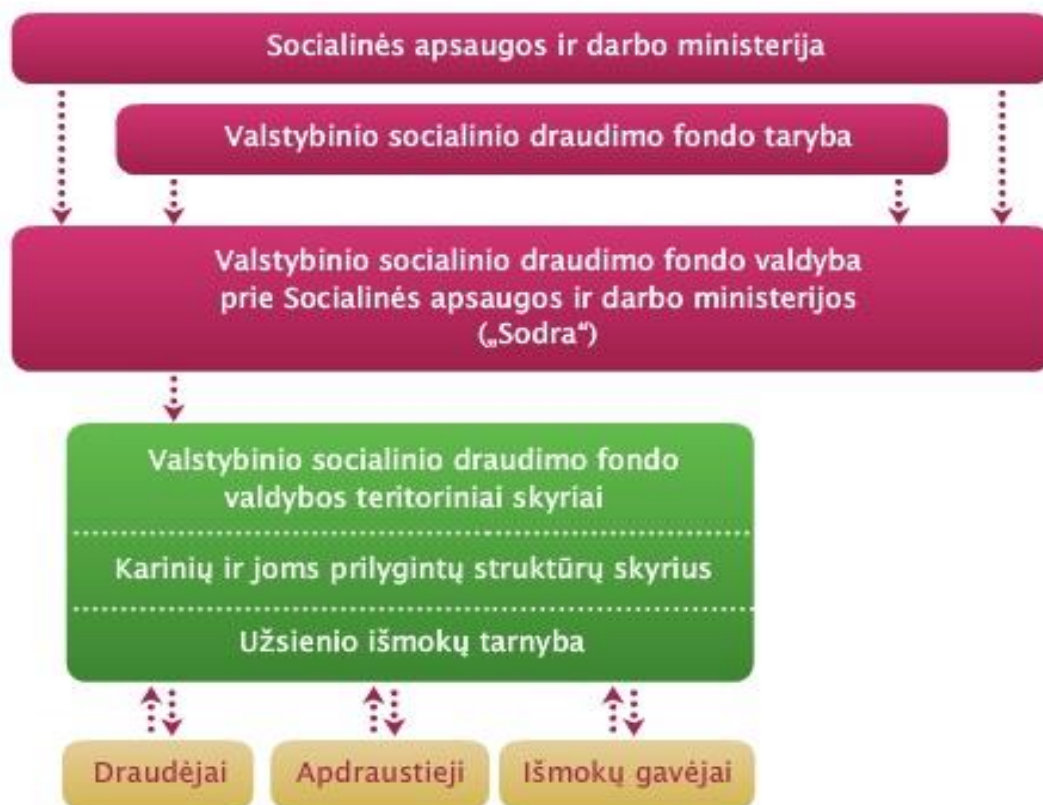 Socialinės apsaugos ir darbo ministerija
Valstybinio socialinio draudimo fondo taryba
Valstybinio socialinio draudimo fondo valdyba
prie Socialinės apsaugos ir darbo ministerijos
(„Sodra“)
Valstybinio socialinio draudimo fondo
valdybos teritoriniai skyriai
Karinių ir joms prilygintų struktūrų skyrius
Užsienio išmokų tarnyba
Draudėjai
Apdraustieji
Išmokų gavėjai